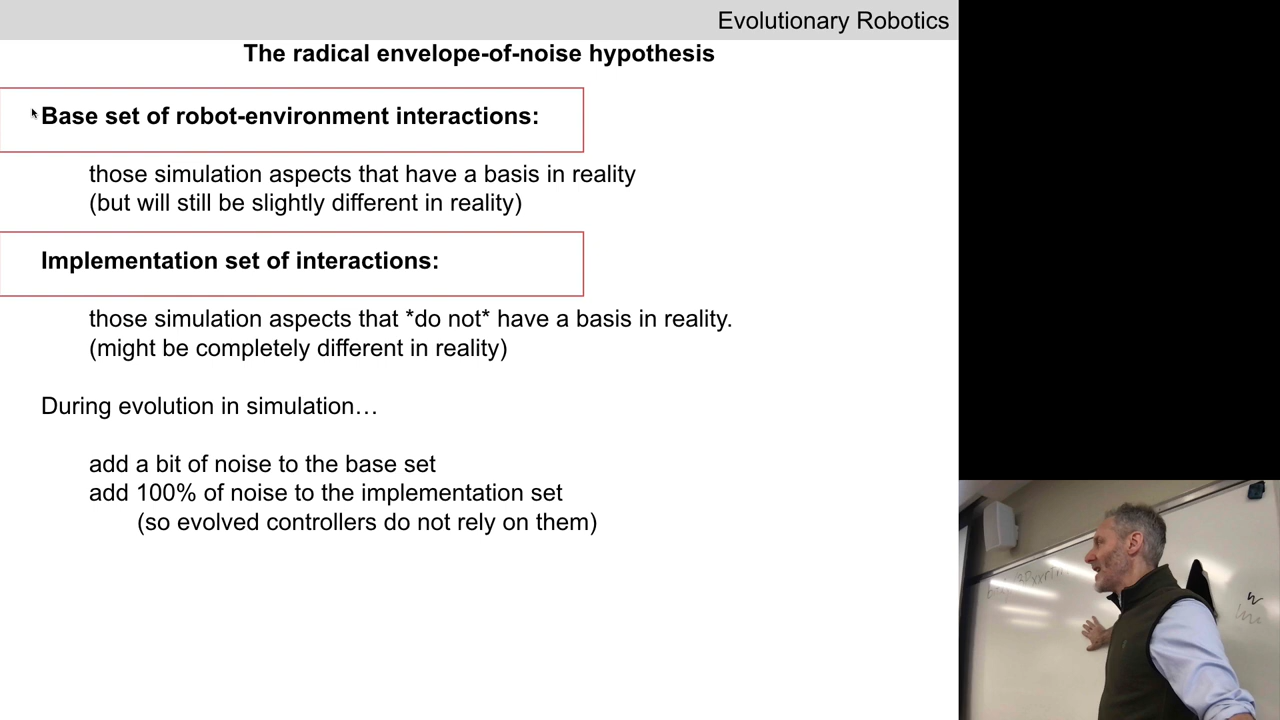 Evolutionary Robotics
The radical envelope-of-noise hypothesis
Base set of robot-environment interactions:
those simulation aspects that have a basis in reality
(but will still be slightly different in reality)
Implementation set of interactions:
those simulation aspects that *do not* have a basis in reality.
(might be completely different in reality)
During evolution in simulation…
add a bit of noise to the base set
add 100% of noise to the implementation set
(so evolved controllers do not rely on them)